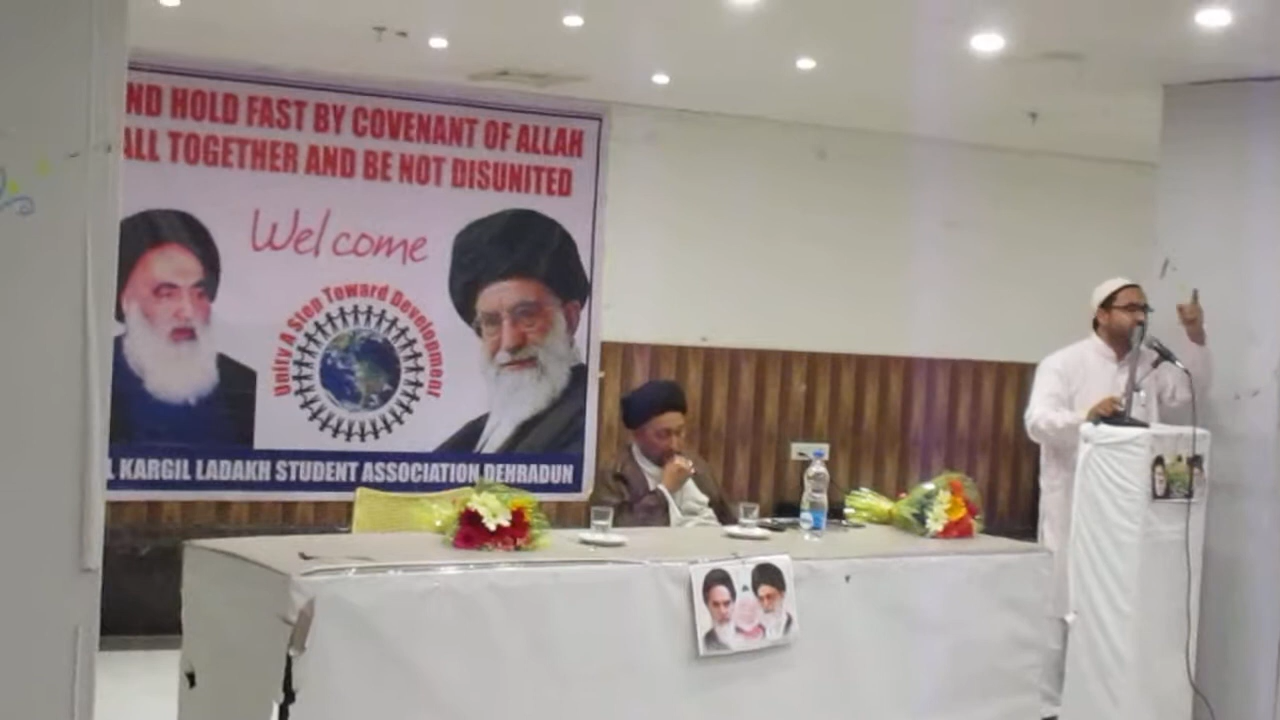 ND HOLD FAST BY COVENANT OF ALLAH
ALL TOGETHER AND BE NOT DISUNITED
Welcome
Unity A Step Toward Development
L KARGIL LADAKH STUDENT ASSOCIATION DEHRADUN